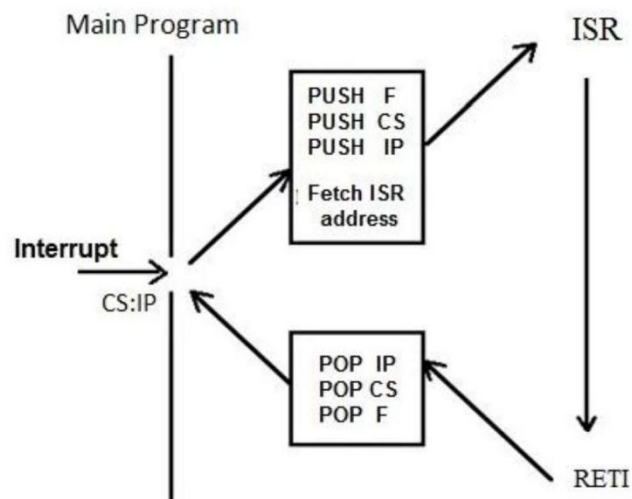 Main Program
ISR
PUSH F
PUSH CS
PUSH IP
Fetch ISR
address
Interrupt
CS:IP
POP IP
POP CS
POP F
RETI